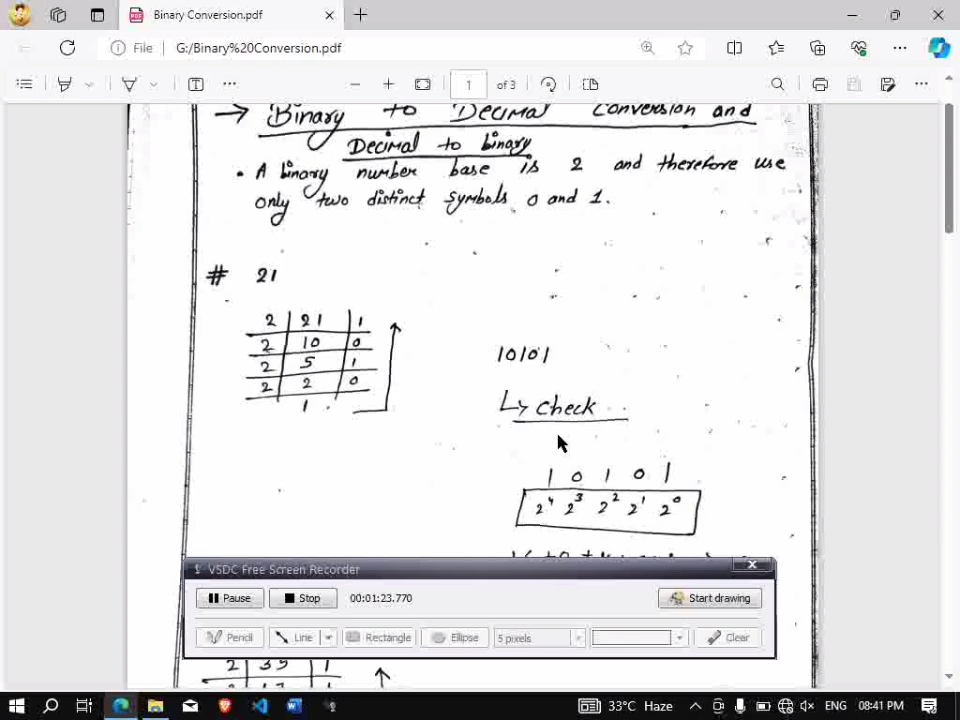 Binary Conversion.pdf
File G:/Binary%20Conversion.pdf
1 of 3
→ Binary to Decimal Conversion and
Decimal to binary
• A binary number base is 2 and therefore use
only two distinct symbols 0 and 1.
# 21
2 21 1
2 10 0
2 5 1
2 2 0
1
10101
↳ Check
1 0 1 0 1
2⁴ 2³ 2² 2¹ 2⁰
VSDC Free Screen Recorder
Pause Stop 00:01:23.770 Start drawing
Pencil Line Rectangle Ellipse 5 pixels Clear
2 35 1
33°C Haze ENG 08:41 PM